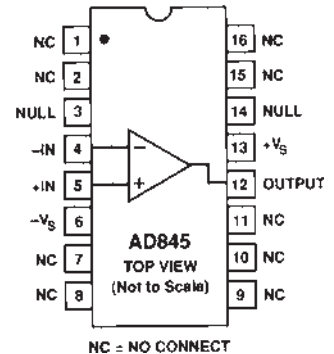 NC 1 16 NC
NC 2 15 NC
NULL 3 14 NULL
-IN 4 - 13 +VS
+IN 5 + 12 OUTPUT
-VS 6 11 NC
AD845
NC 7 TOP VIEW 10 NC
NC 8 (Not to Scale) 9 NC
NC = NO CONNECT